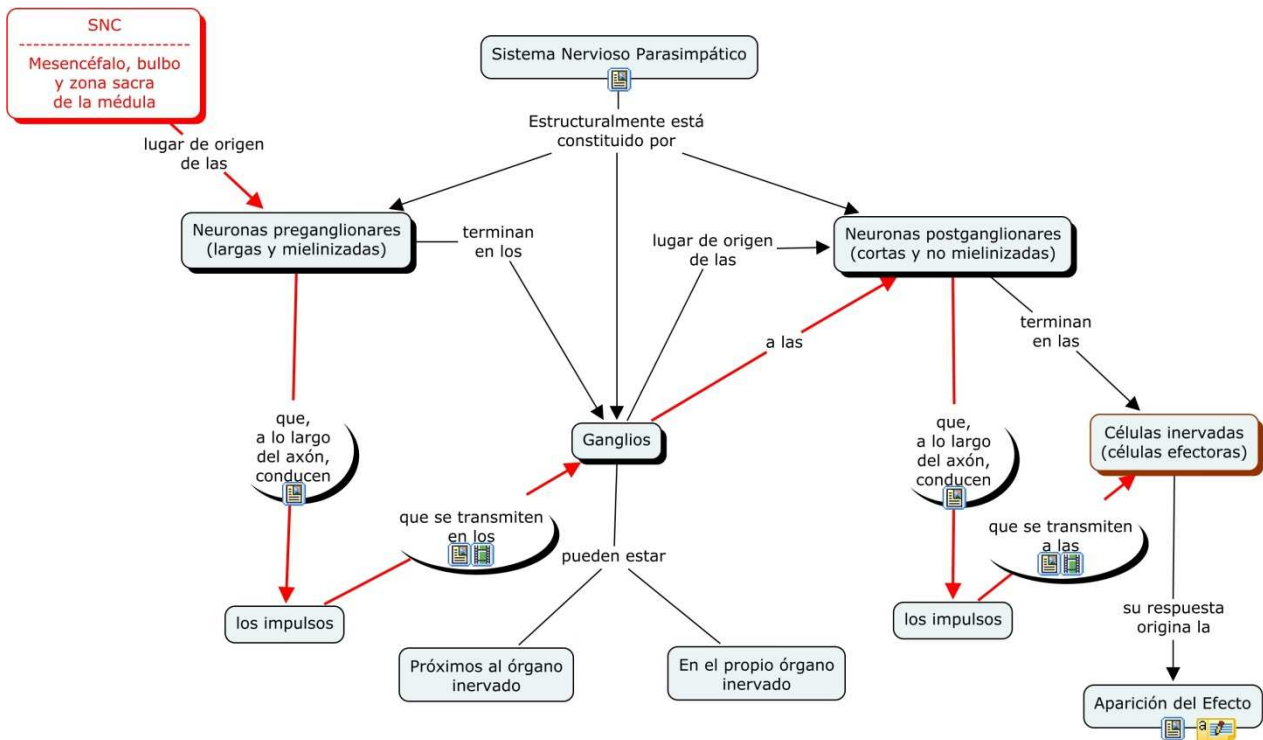 SNC
Mesencéfalo, bulbo
y zona sacra
de la médula
Sistema Nervioso Parasimpático
Estructuralmente está
constituido por
lugar de origen
de las
Neuronas preganglionares
(largas y mielinizadas)
terminan
en los
lugar de origen
de las
Neuronas postganglionares
(cortas y no mielinizadas)
a las
terminan
en las
que,
a lo largo
del axón,
conducen
Ganglios
que,
a lo largo
del axón,
conducen
Células inervadas
(células efectoras)
que se transmiten
en los
pueden estar
que se transmiten
a las
los impulsos
los impulsos
su respuesta
origina la
Próximos al órgano
inervado
En el propio órgano
inervado
Aparición del Efecto
a